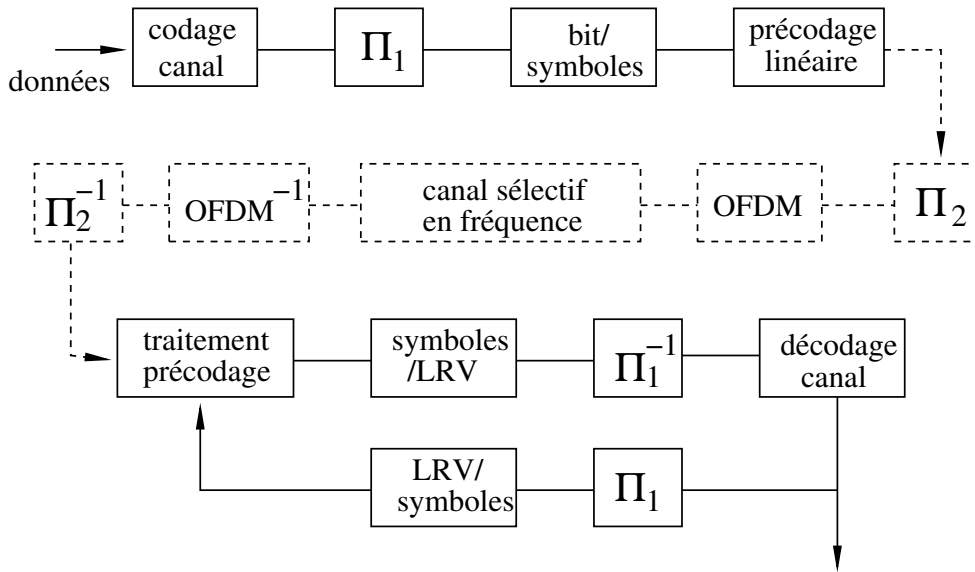 données
codage
canal
Π₁
bit/
symboles
précodage
linéaire
Π₂⁻¹
OFDM⁻¹
canal sélectif
en fréquence
OFDM
Π₂
traitement
précodage
symboles
/LRV
Π₁⁻¹
décodage
canal
LRV/
symboles
Π₁